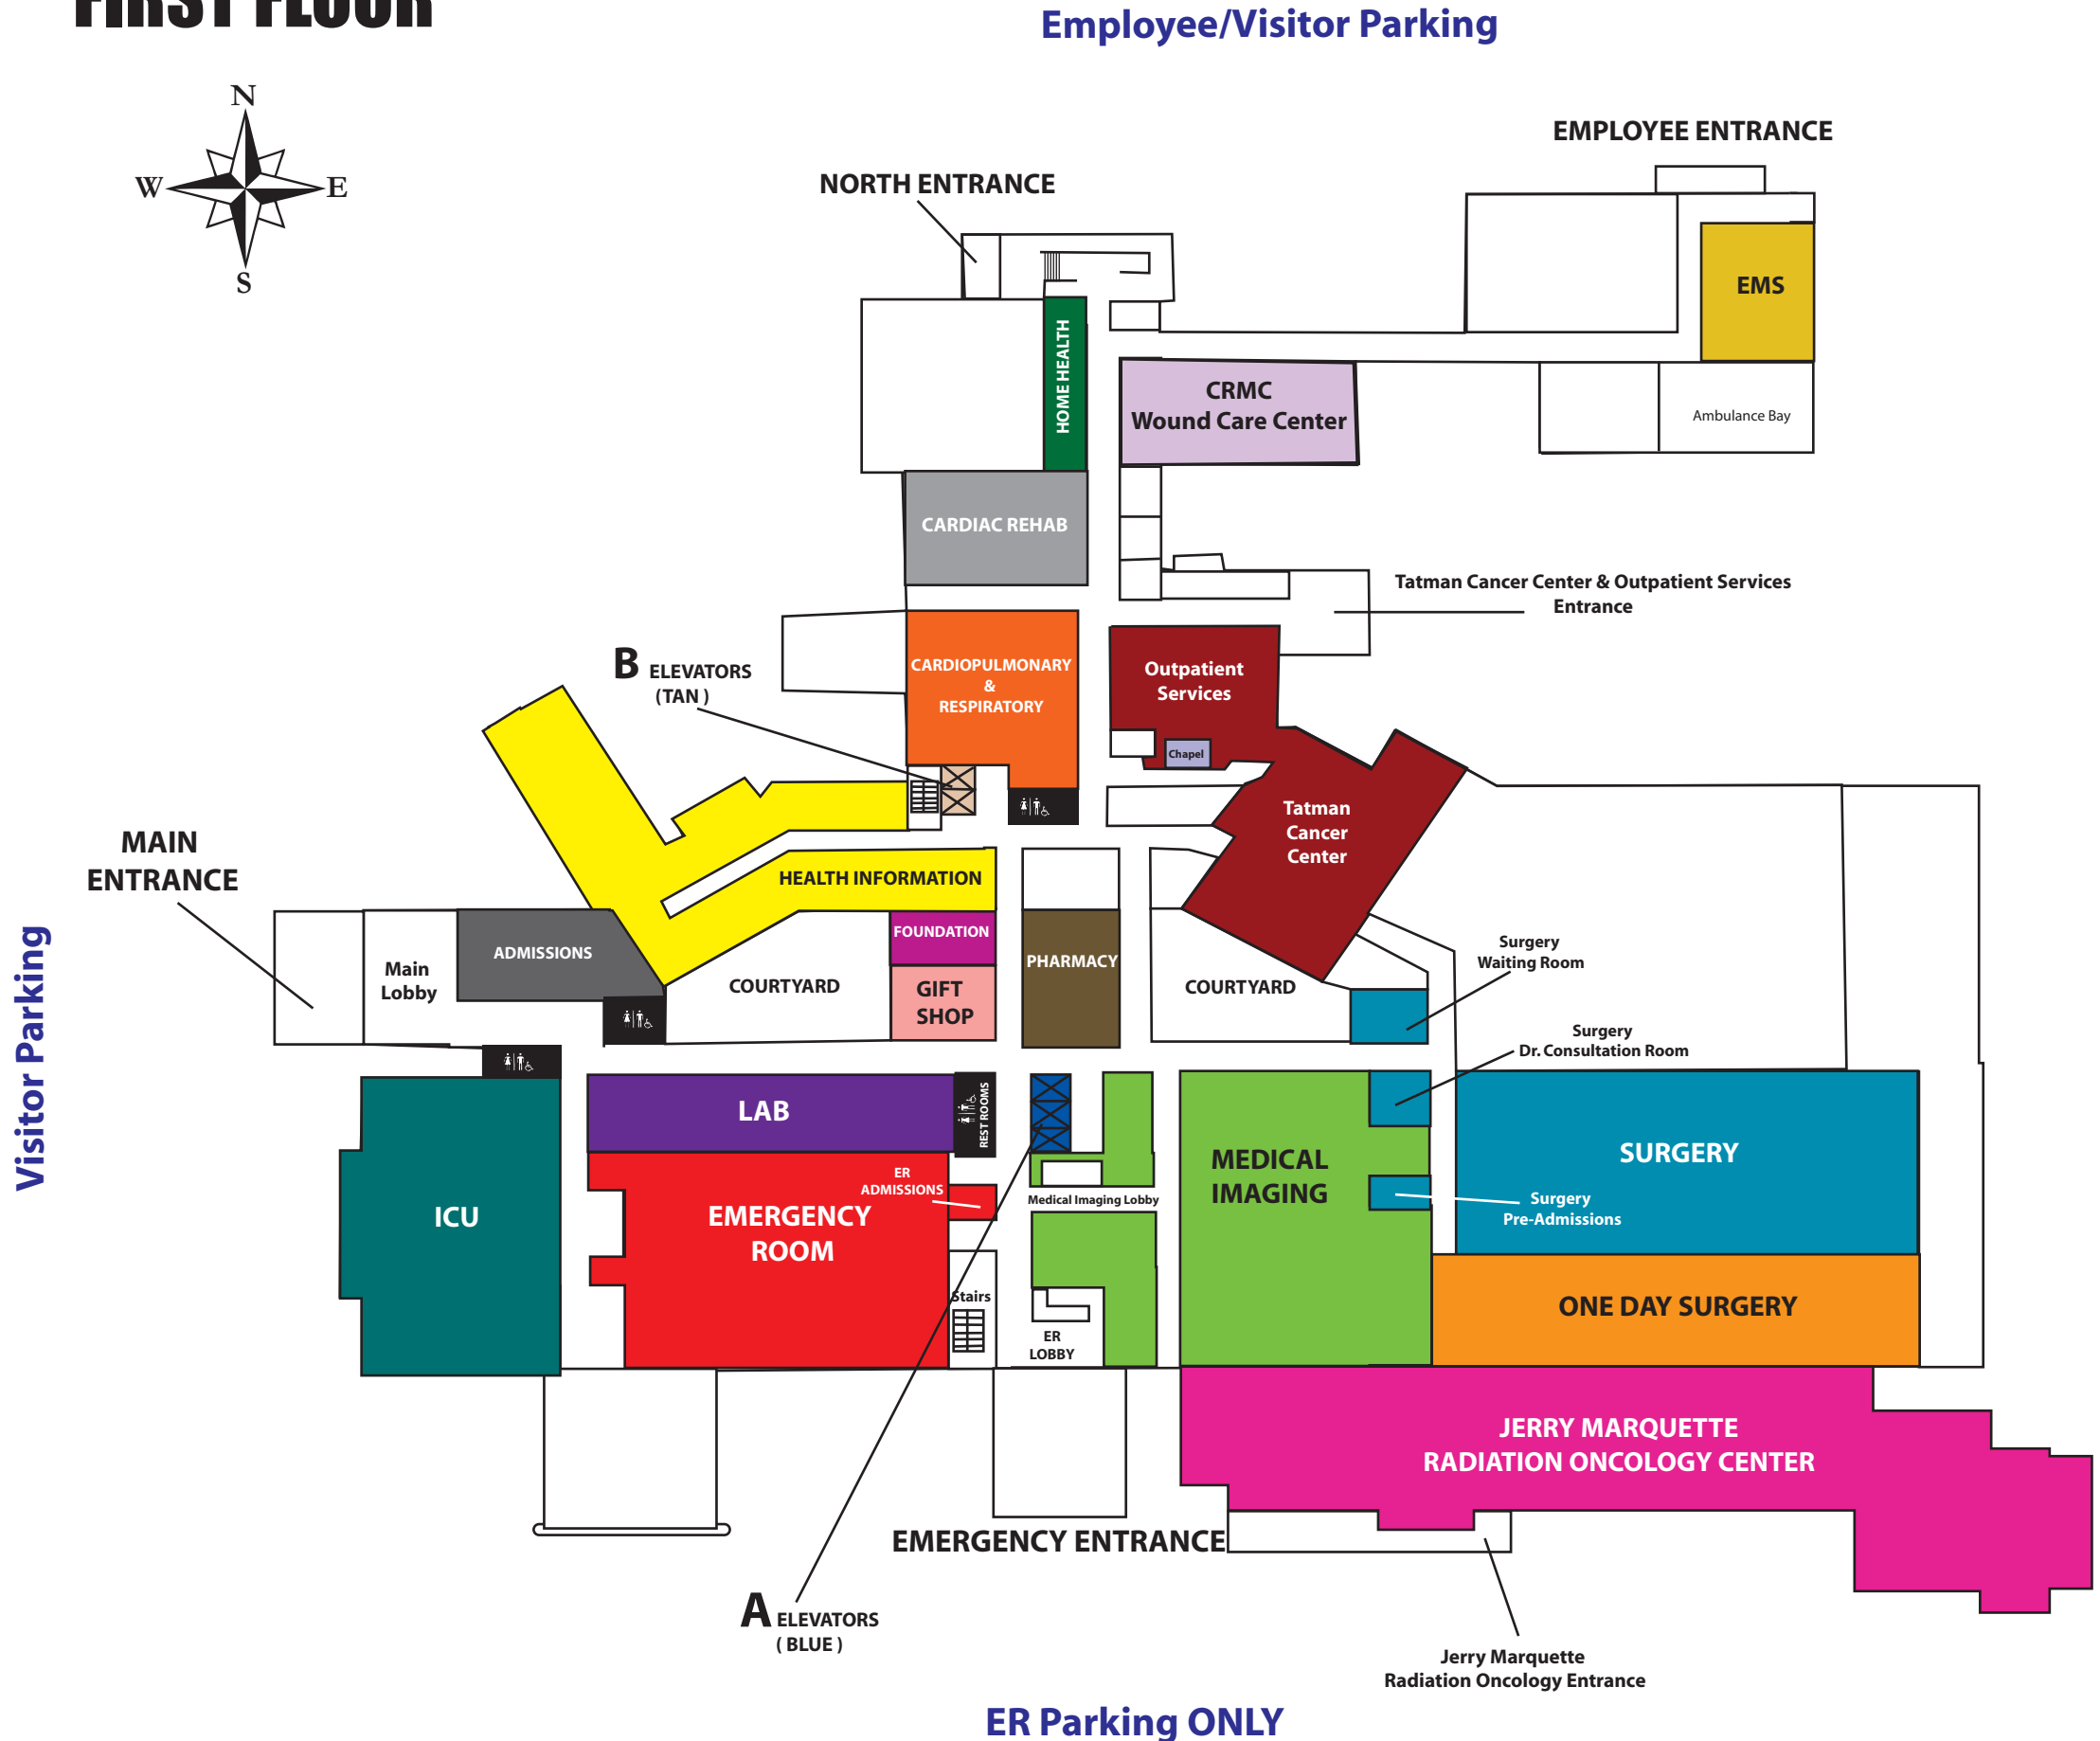 FIRST FLOOR
Employee/Visitor Parking
N
W
E
S
EMPLOYEE ENTRANCE
NORTH ENTRANCE
EMS
HOME HEALTH
CRMC
Wound Care Center
Ambulance Bay
CARDIAC REHAB
Tatman Cancer Center & Outpatient Services
Entrance
B ELEVATORS
(TAN )
CARDIOPULMONARY
&
RESPIRATORY
Outpatient
Services
Chapel
Tatman
Cancer
Center
MAIN
ENTRANCE
HEALTH INFORMATION
Visitor Parking
Main
Lobby
ADMISSIONS
COURTYARD
FOUNDATION
GIFT
SHOP
PHARMACY
COURTYARD
Surgery
Waiting Room
Surgery
Dr. Consultation Room
ICU
LAB
REST ROOMS
ER
ADMISSIONS
EMERGENCY
ROOM
Stairs
Medical Imaging Lobby
ER
LOBBY
MEDICAL
IMAGING
SURGERY
Surgery
Pre-Admissions
ONE DAY SURGERY
JERRY MARQUETTE
RADIATION ONCOLOGY CENTER
EMERGENCY ENTRANCE
A ELEVATORS
( BLUE )
Jerry Marquette
Radiation Oncology Entrance
ER Parking ONLY